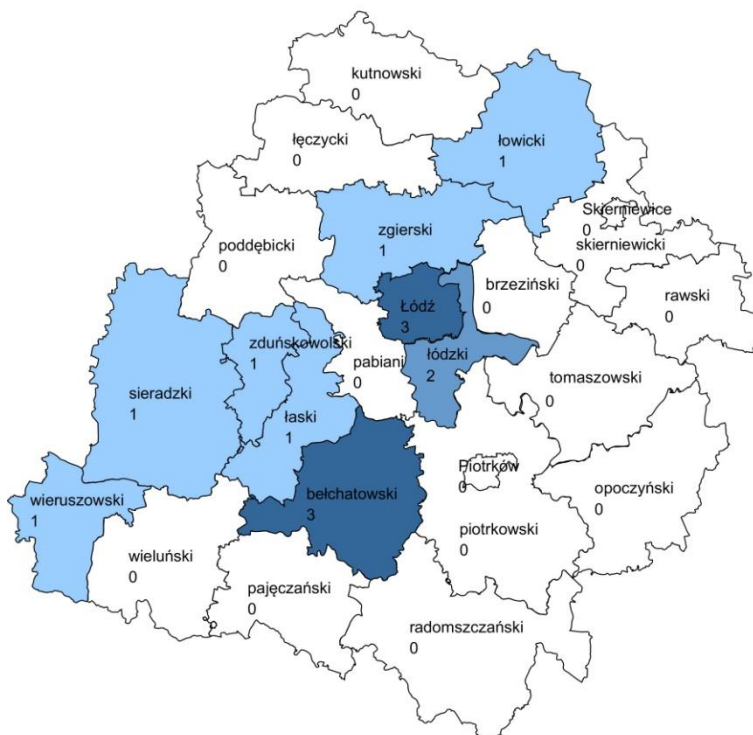 kutnowski
0
łęczycki
0
łowicki
1
Skierniewice
0
skierniewicki
0
zgierski
1
poddębicki
0
brzeziński
0
rawski
0
Łódź
3
zduńskowolski
1
pabiani
0
łódzki
2
tomaszowski
0
sieradzki
1
łaski
1
Piotrków
0
opoczyński
0
wieruszowski
1
bełchatowski
3
piotrkowski
0
wieluński
0
pajęczański
0
radomszczański
0